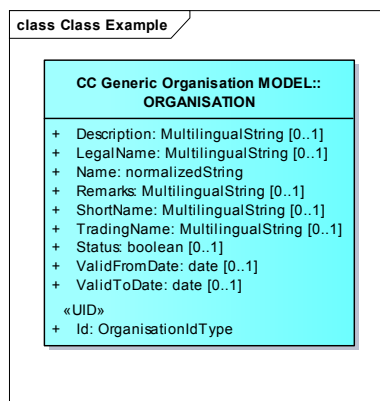 class Class Example
CC Generic Organisation MODEL::
ORGANISATION
+ Description: MultilingualString [0..1]
+ LegalName: MultilingualString [0..1]
+ Name: normalizedString
+ Remarks: MultilingualString [0..1]
+ ShortName: MultilingualString [0..1]
+ TradingName: MultilingualString [0..1]
+ Status: boolean [0..1]
+ ValidFromDate: date [0..1]
+ ValidToDate: date [0..1]
«UID»
+ Id: OrganisationIdType